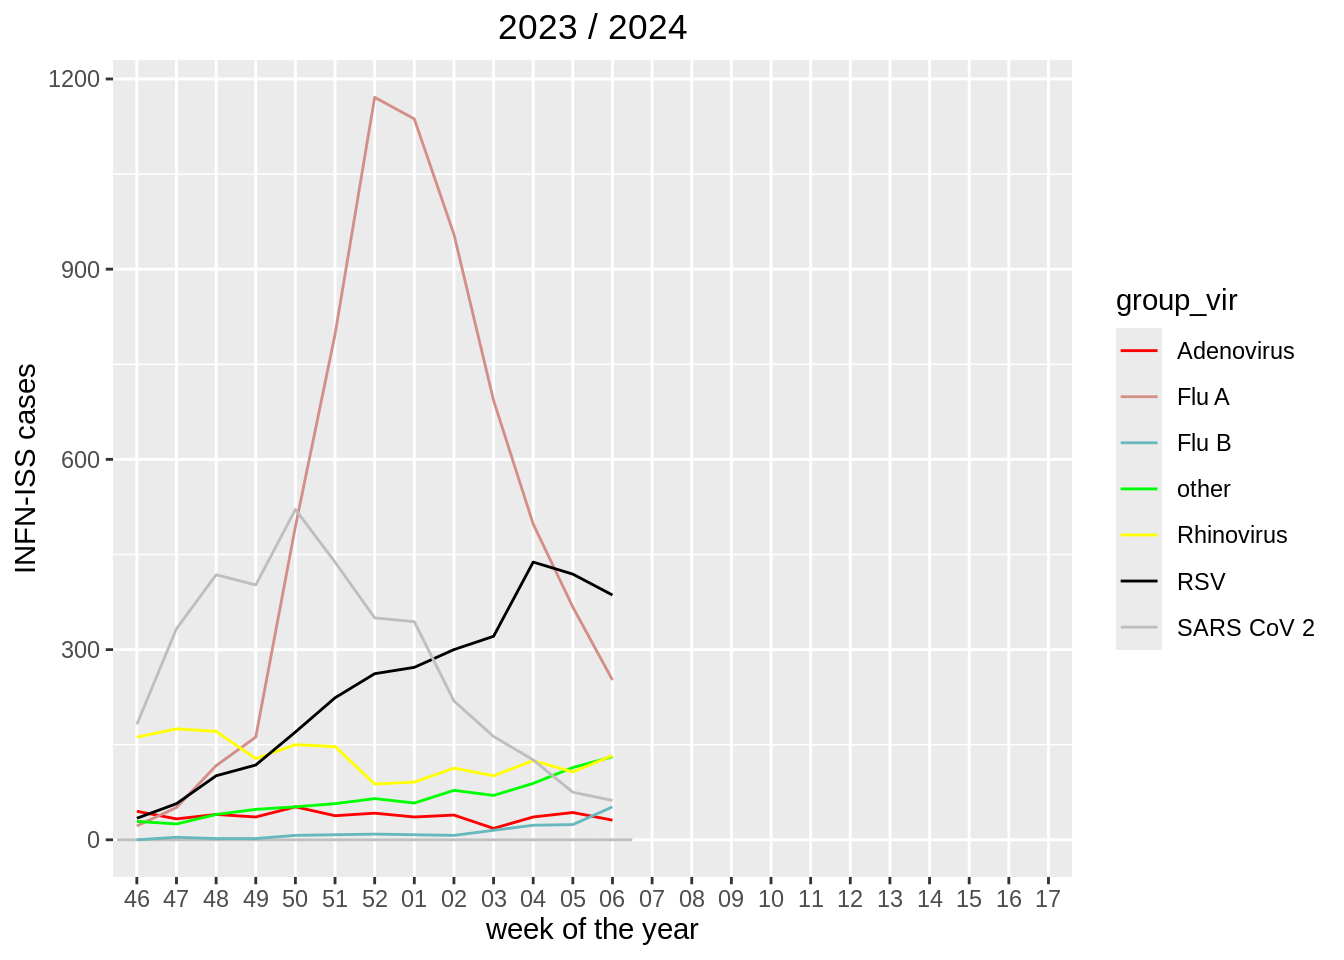 2023 / 2024
1200
900
600
300
0
INFN-ISS cases
46 47 48 49 50 51 52 01 02 03 04 05 06 07 08 09 10 11 12 13 14 15 16 17
week of the year
group_vir
Adenovirus
Flu A
Flu B
other
Rhinovirus
RSV
SARS CoV 2